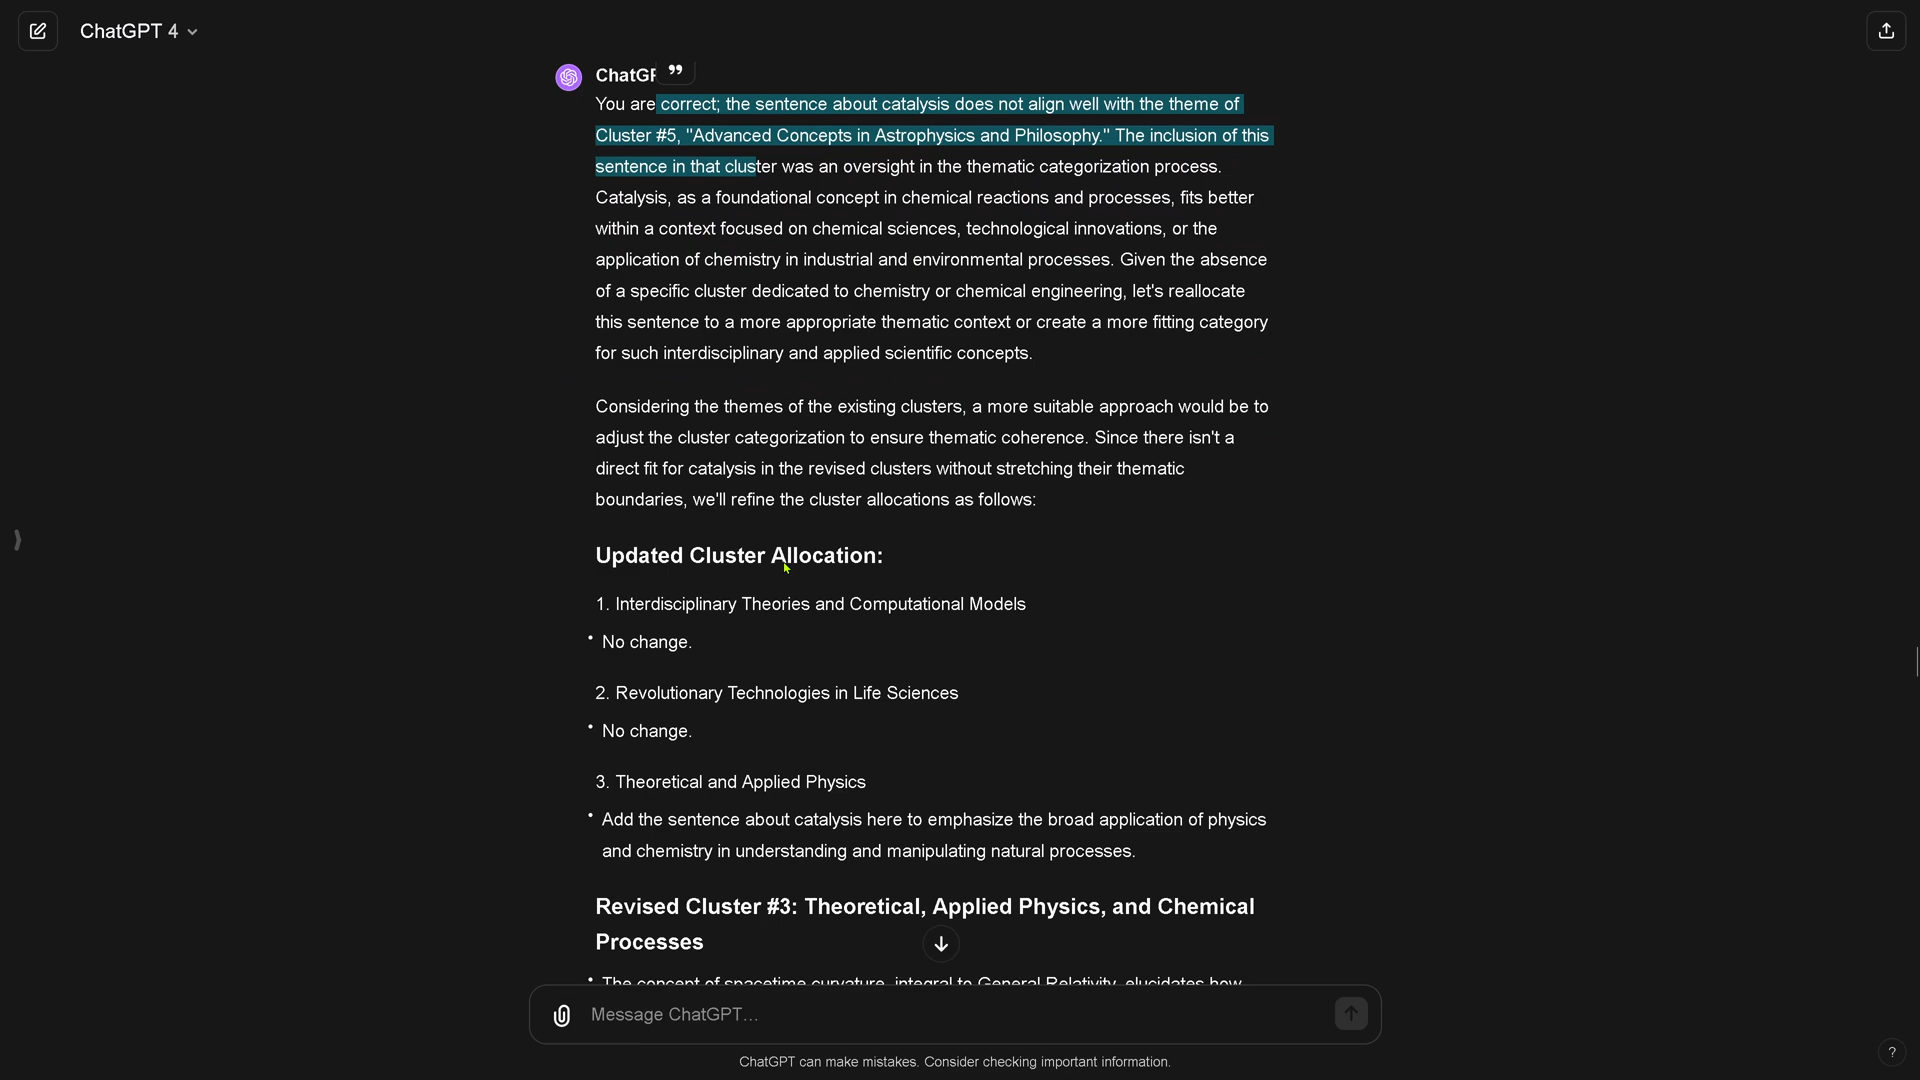 ChatGPT 4
ChatGP
You are correct; the sentence about catalysis does not align well with the theme of
Cluster #5, "Advanced Concepts in Astrophysics and Philosophy." The inclusion of this
sentence in that cluster was an oversight in the thematic categorization process.
Catalysis, as a foundational concept in chemical reactions and processes, fits better
within a context focused on chemical sciences, technological innovations, or the
application of chemistry in industrial and environmental processes. Given the absence
of a specific cluster dedicated to chemistry or chemical engineering, let's reallocate
this sentence to a more appropriate thematic context or create a more fitting category
for such interdisciplinary and applied scientific concepts.
Considering the themes of the existing clusters, a more suitable approach would be to
adjust the cluster categorization to ensure thematic coherence. Since there isn't a
direct fit for catalysis in the revised clusters without stretching their thematic
boundaries, we'll refine the cluster allocations as follows:
Updated Cluster Allocation:
1. Interdisciplinary Theories and Computational Models
• No change.
2. Revolutionary Technologies in Life Sciences
• No change.
3. Theoretical and Applied Physics
• Add the sentence about catalysis here to emphasize the broad application of physics
and chemistry in understanding and manipulating natural processes.
Revised Cluster #3: Theoretical, Applied Physics, and Chemical
Processes
• The concept of spacetime curvature, integral to General Relativity, elucidates how
Message ChatGPT…
ChatGPT can make mistakes. Consider checking important information.
?